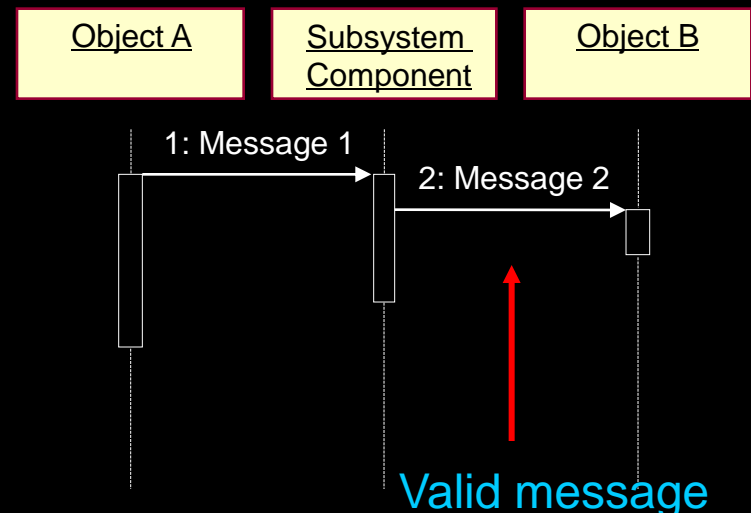 Object A
Subsystem
Component
Object B
1: Message 1
2: Message 2
Valid message